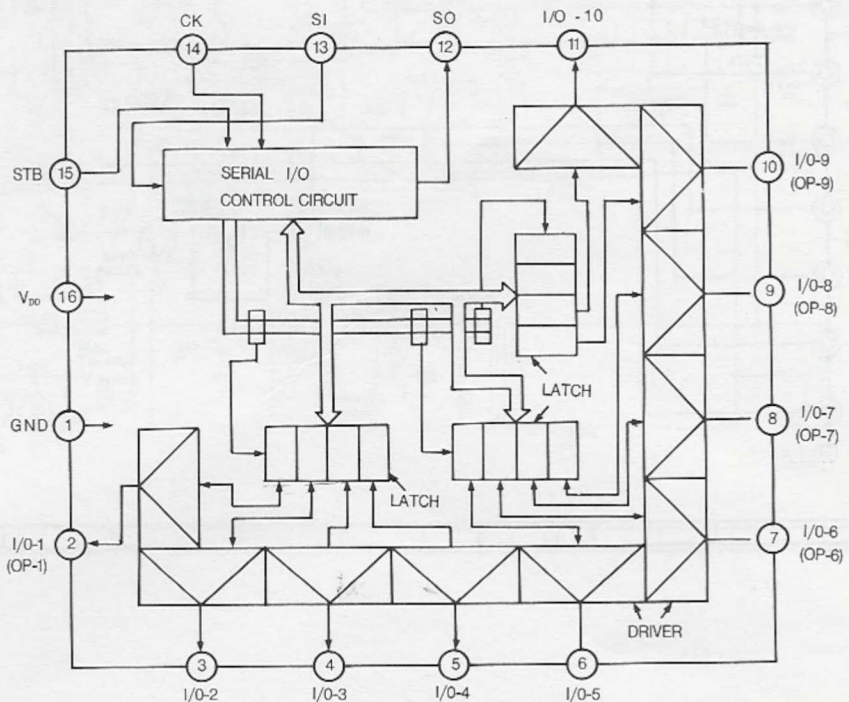 CK
SI
SO
I/O -10
14
13
12
11
STB
15
SERIAL I/O
CONTROL CIRCUIT
10
I/O-9
(OP-9)
V_DD
16
9
I/O-8
(OP-8)
LATCH
GND
1
8
I/O-7
(OP-7)
LATCH
I/O-1
(OP-1)
2
7
I/O-6
(OP-6)
DRIVER
3
4
5
6
I/O-2
I/O-3
I/O-4
I/O-5